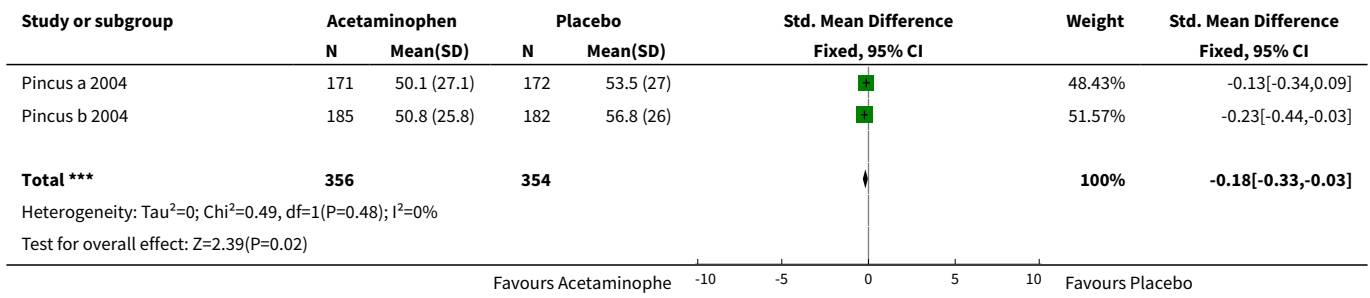 Study or subgroup Acetaminophen Placebo Std. Mean Difference Weight Std. Mean Difference
N Mean(SD) N Mean(SD) Fixed, 95% CI Fixed, 95% CI
Pincus a 2004 171 50.1 (27.1) 172 53.5 (27) 48.43% -0.13[-0.34,0.09]
Pincus b 2004 185 50.8 (25.8) 182 56.8 (26) 51.57% -0.23[-0.44,-0.03]
Total *** 356 354 100% -0.18[-0.33,-0.03]
Heterogeneity: Tau²=0; Chi²=0.49, df=1(P=0.48); I²=0%
Test for overall effect: Z=2.39(P=0.02)
Favours Acetaminophe -10 -5 0 5 10 Favours Placebo